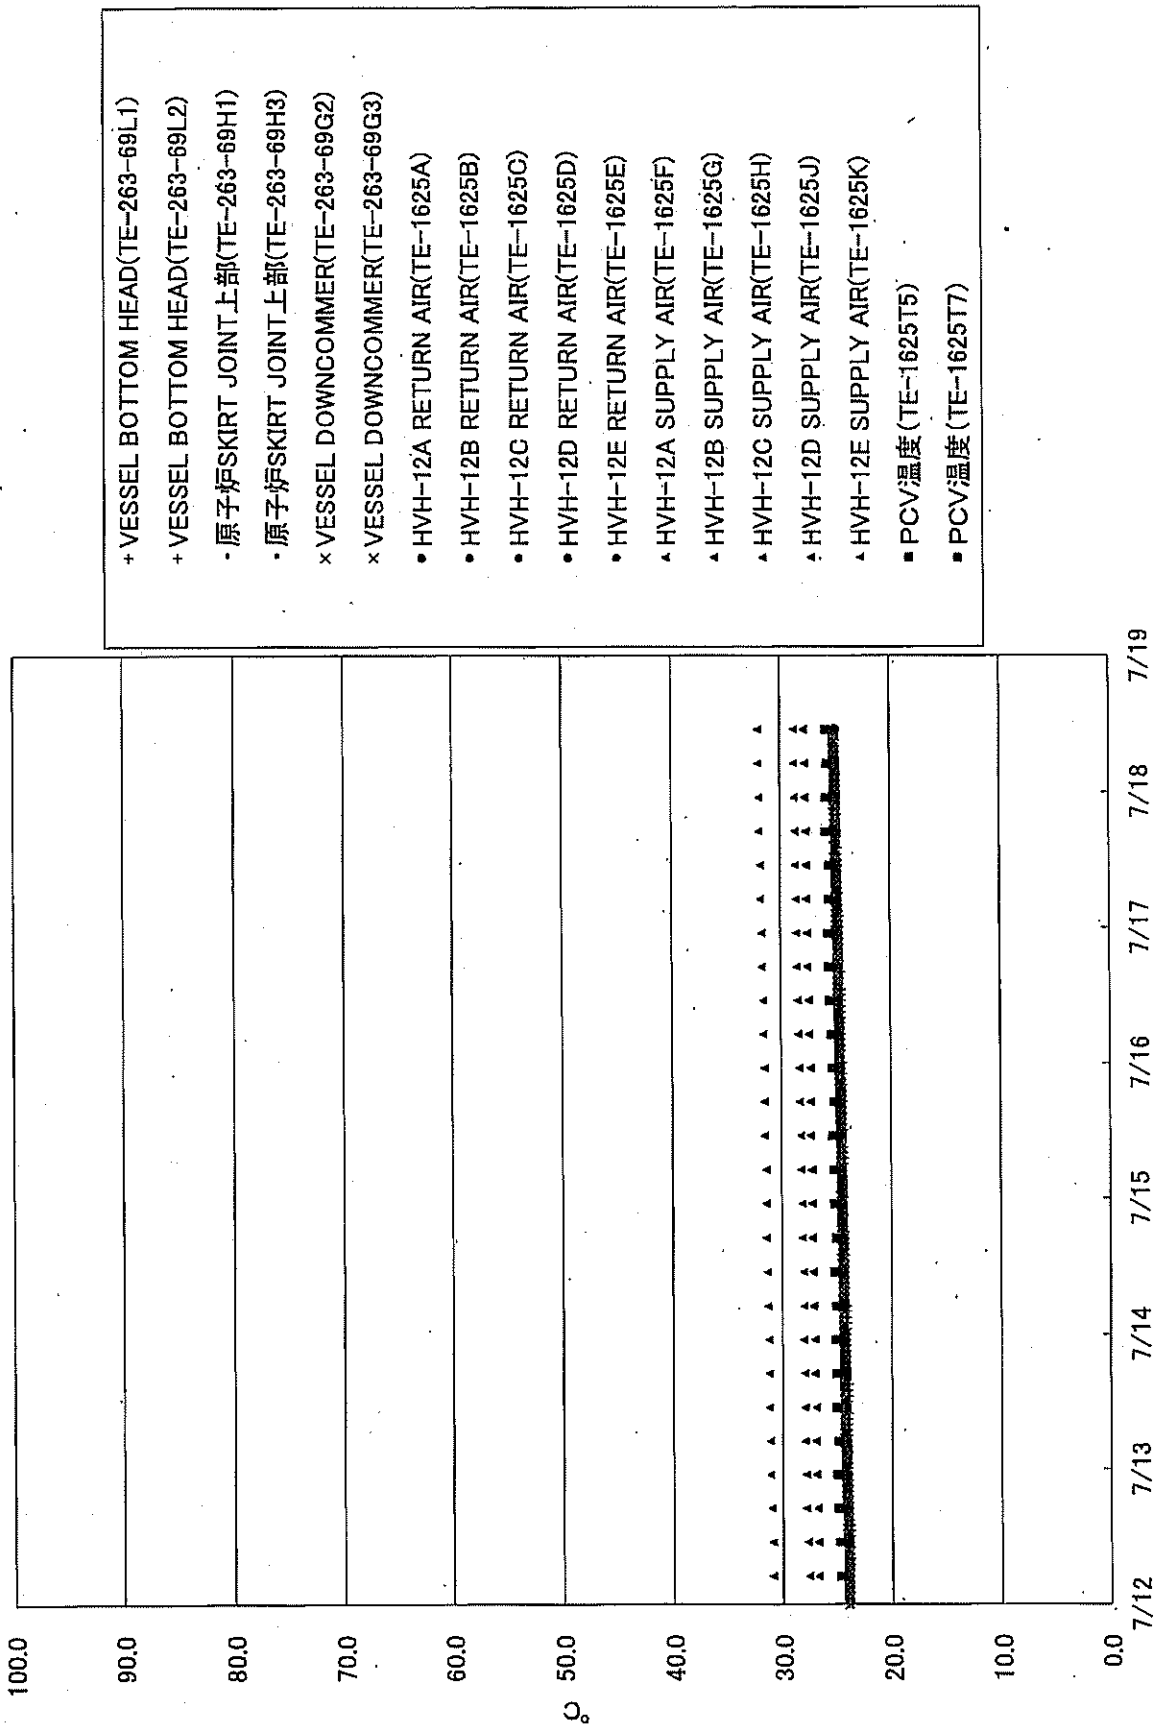 100.0
90.0
80.0
70.0
60.0
50.0
40.0
30.0
20.0
10.0
0.0
℃
7/12
7/13
7/14
7/15
7/16
7/17
7/18
7/19
+ VESSEL BOTTOM HEAD(TE-263-69L1)
+ VESSEL BOTTOM HEAD(TE-263-69L2)
・原子炉SKIRT JOINT上部(TE-263-69H1)
・原子炉SKIRT JOINT上部(TE-263-69H3)
× VESSEL DOWNCOMMER(TE-263-69G2)
× VESSEL DOWNCOMMER(TE-263-69G3)
● HVH-12A RETURN AIR(TE-1625A)
● HVH-12B RETURN AIR(TE-1625B)
● HVH-12C RETURN AIR(TE-1625C)
● HVH-12D RETURN AIR(TE-1625D)
● HVH-12E RETURN AIR(TE-1625E)
▲ HVH-12A SUPPLY AIR(TE-1625F)
▲ HVH-12B SUPPLY AIR(TE-1625G)
▲ HVH-12C SUPPLY AIR(TE-1625H)
▲ HVH-12D SUPPLY AIR(TE-1625J)
▲ HVH-12E SUPPLY AIR(TE-1625K)
■ PCV温度(TE-1625T5)
■ PCV温度(TE-1625T7)